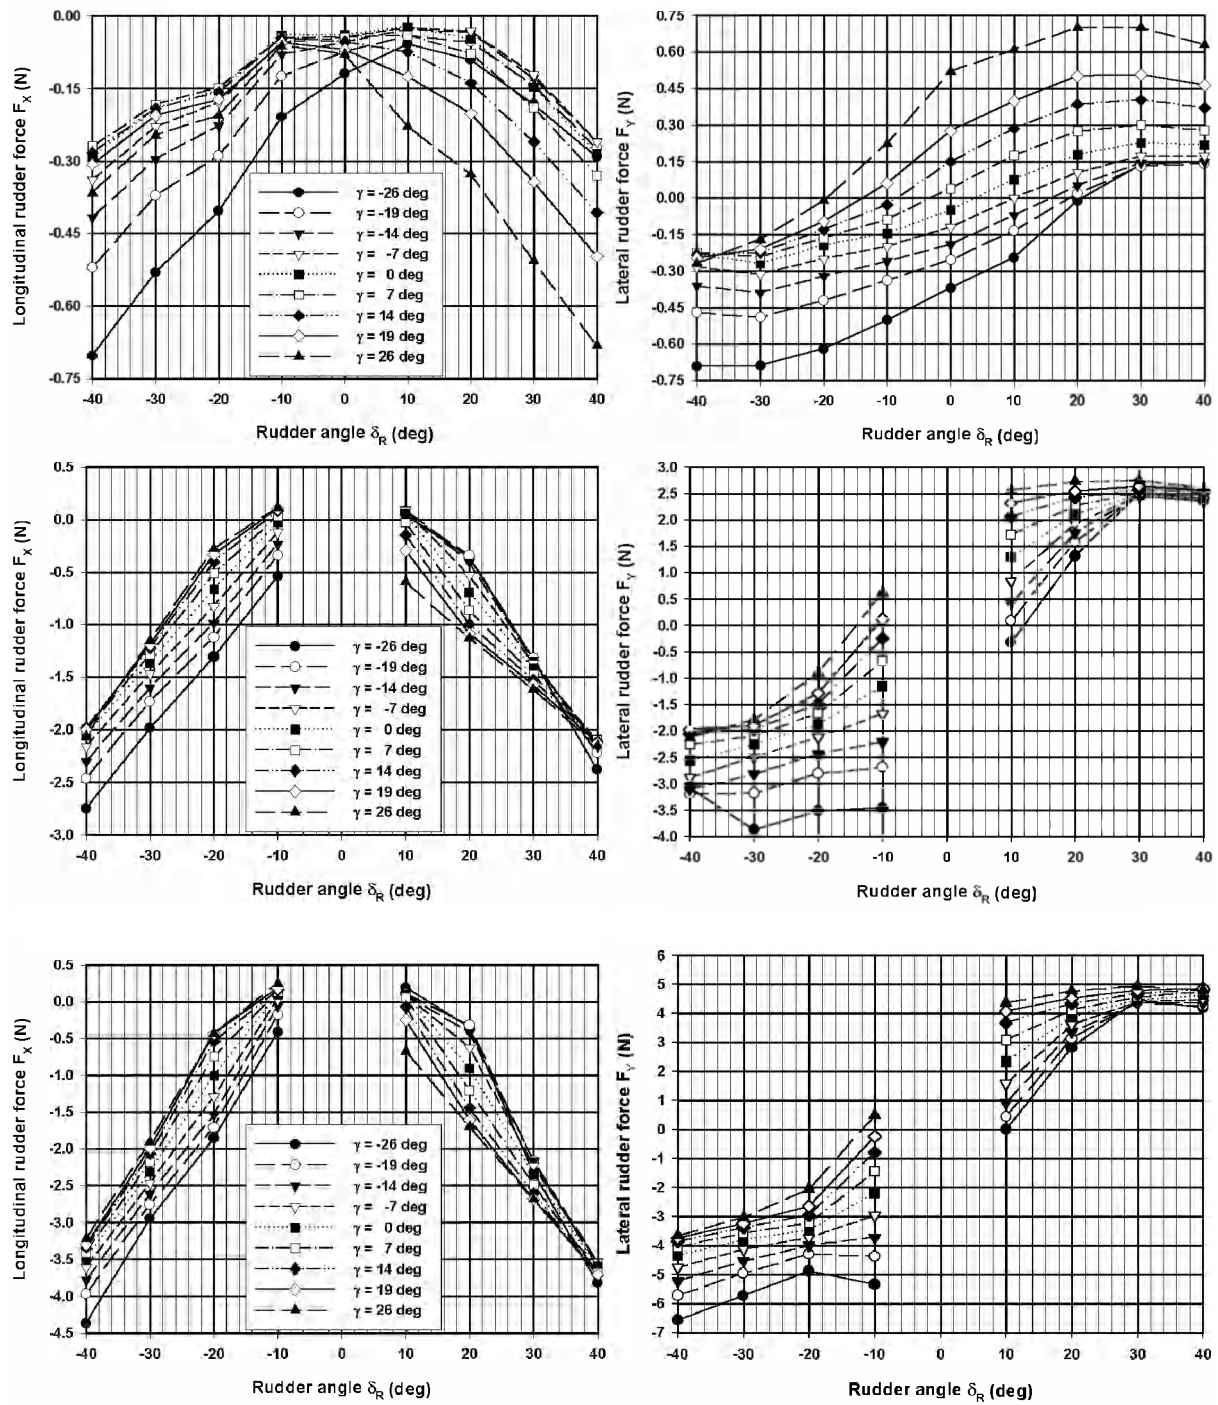 Longitudinal rudder force F_X (N)
0.00
-0.15
-0.30
-0.45
-0.60
-0.75
γ = -26 deg
γ = -19 deg
γ = -14 deg
γ = -7 deg
γ = 0 deg
γ = 7 deg
γ = 14 deg
γ = 19 deg
γ = 26 deg
-40 -30 -20 -10 0 10 20 30 40
Rudder angle δ_R (deg)
Lateral rudder force F_Y (N)
0.75
0.60
0.45
0.30
0.15
0.00
-0.15
-0.30
-0.45
-0.60
-0.75
-40 -30 -20 -10 0 10 20 30 40
Rudder angle δ_R (deg)
Longitudinal rudder force F_X (N)
0.5
0.0
-0.5
-1.0
-1.5
-2.0
-2.5
-3.0
γ = -26 deg
γ = -19 deg
γ = -14 deg
γ = -7 deg
γ = 0 deg
γ = 7 deg
γ = 14 deg
γ = 19 deg
γ = 26 deg
-40 -30 -20 -10 0 10 20 30 40
Rudder angle δ_R (deg)
Lateral rudder force F_Y (N)
3.0
2.5
2.0
1.5
1.0
0.5
0.0
-0.5
-1.0
-1.5
-2.0
-2.5
-3.0
-3.5
-4.0
-40 -30 -20 -10 0 10 20 30 40
Rudder angle δ_R (deg)
Longitudinal rudder force F_X (N)
0.5
0.0
-0.5
-1.0
-1.5
-2.0
-2.5
-3.0
-3.5
-4.0
-4.5
γ = -26 deg
γ = -19 deg
γ = -14 deg
γ = -7 deg
γ = 0 deg
γ = 7 deg
γ = 14 deg
γ = 19 deg
γ = 26 deg
-40 -30 -20 -10 0 10 20 30 40
Rudder angle δ_R (deg)
Lateral rudder force F_Y (N)
6
5
4
3
2
1
0
-1
-2
-3
-4
-5
-6
-7
-40 -30 -20 -10 0 10 20 30 40
Rudder angle δ_R (deg)